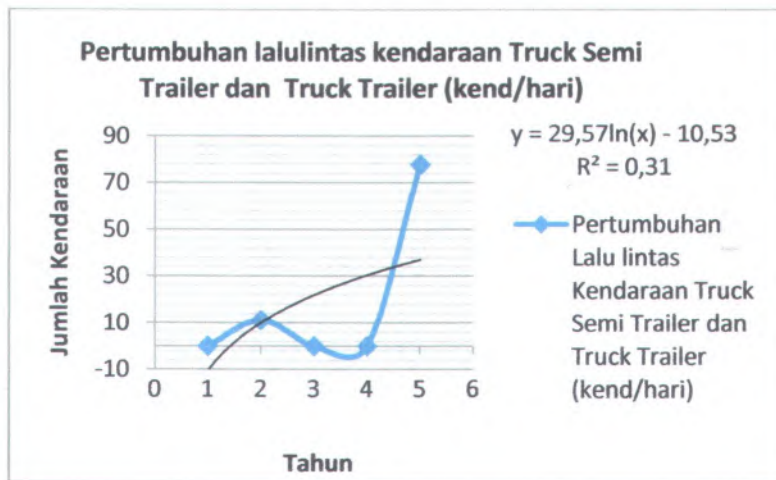 Pertumbuhan lalulintas kendaraan Truck Semi
Trailer dan Truck Trailer (kend/hari)
y = 29,57ln(x) - 10,53
R² = 0,31
Jumlah Kendaraan
90
70
50
30
10
-10
0 1 2 3 4 5 6
Tahun
Pertumbuhan
Lalu lintas
Kendaraan Truck
Semi Trailer dan
Truck Trailer
(kend/hari)